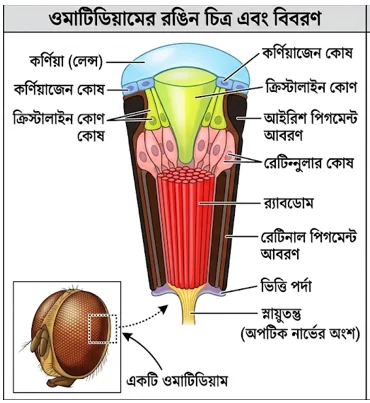 ওমাটিডিয়ামের রঙিন চিত্র এবং বিবরণ
কর্ণিয়া (লেন্স)
কর্ণিয়াজেন কোষ
ক্রিস্টালাইন কোণ
কোষ
কর্ণিয়াজেন কোষ
ক্রিস্টালাইন কোণ
আইরিশ পিগমেন্ট
আবরণ
রেটিন্নুলার কোষ
র‍্যাবডোম
রেটিনাল পিগমেন্ট
আবরণ
ভিত্তি পর্দা
স্নায়ুতন্তু
(অপটিক নার্ভের অংশ)
একটি ওমাটিডিয়াম